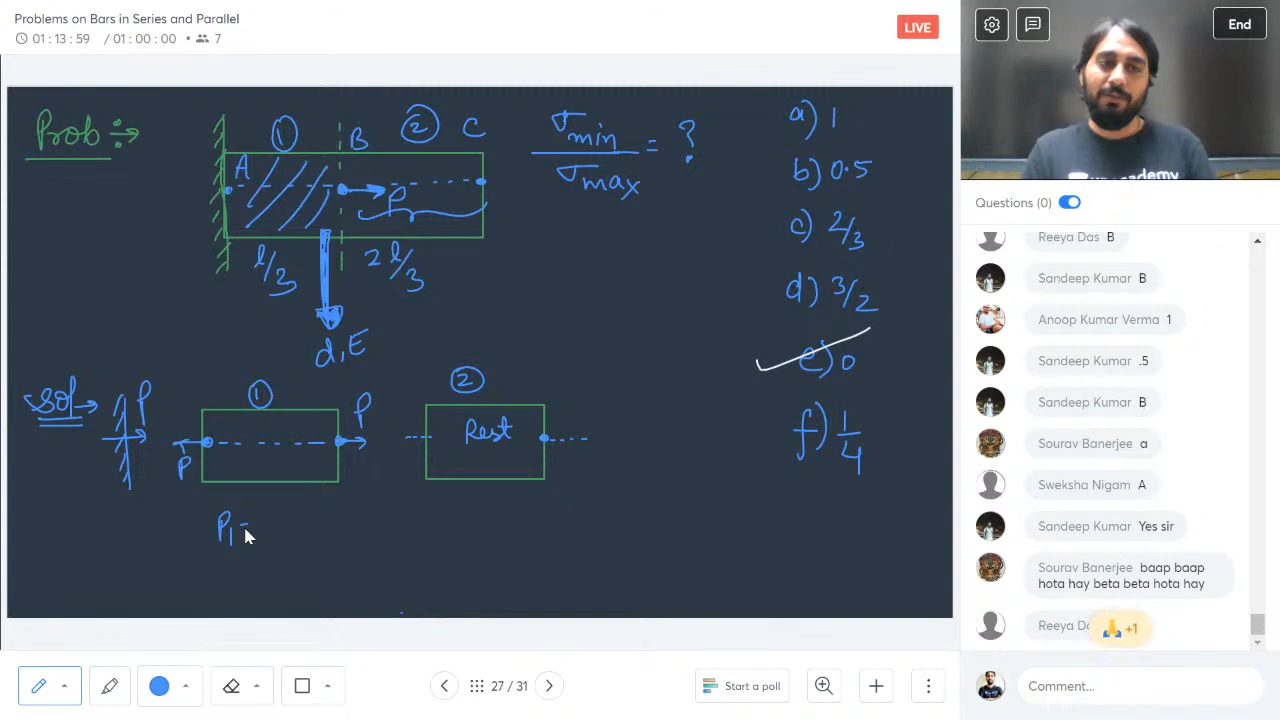 Problems on Bars in Series and Parallel
01 : 13 : 59 / 01 : 00 : 00 • 7
LIVE
End
Prob :→
① B ② C
A
P
l/3 2l/3
d, E
σmin / σmax = ?
a) 1
b) 0.5
c) 2/3
d) 3/2
e) 0
f) 1/4
Sol → P
① P
P
②
Rest
P1 =
Questions (0)
Reeya Das B
Sandeep Kumar B
Anoop Kumar Verma 1
Sandeep Kumar .5
Sandeep Kumar B
Sourav Banerjee a
Sweksha Nigam A
Sandeep Kumar Yes sir
Sourav Banerjee baap baap
hota hay beta beta hota hay
Reeya
+1
27 / 31
Start a poll
Comment...